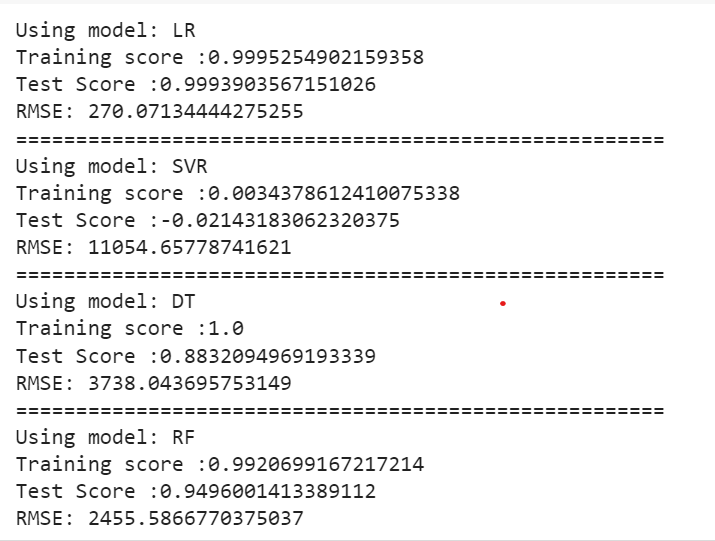 Using model: LR
Training score :0.9995254902159358
Test Score :0.9993903567151026
RMSE: 270.07134444275255
======================================================
Using model: SVR
Training score :0.0034378612410075338
Test Score :-0.02143183062320375
RMSE: 11054.65778741621
======================================================
Using model: DT
Training score :1.0
Test Score :0.8832094969193339
RMSE: 3738.043695753149
======================================================
Using model: RF
Training score :0.9920699167217214
Test Score :0.9496001413389112
RMSE: 2455.5866770375037